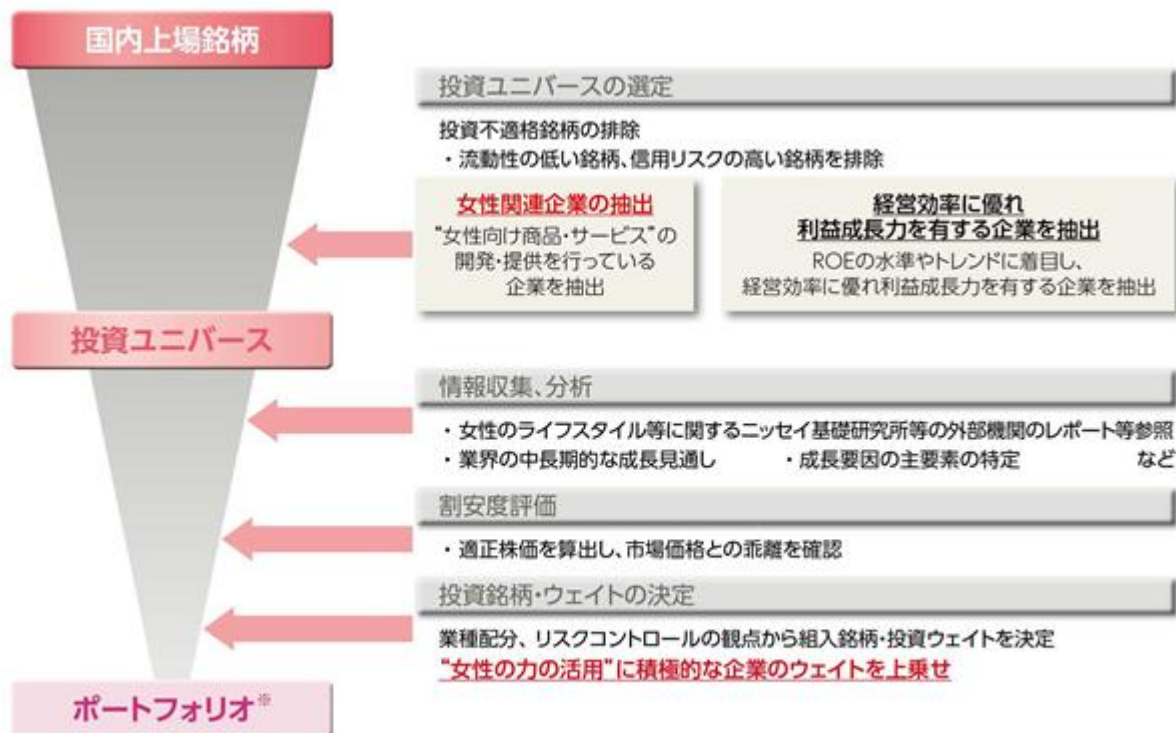 国内上場銘柄
投資ユニバースの選定
投資不適格銘柄の排除
・流動性の低い銘柄、信用リスクの高い銘柄を排除
女性関連企業の抽出
“女性向け商品・サービス”の
開発・提供を行っている
企業を抽出
経営効率に優れ
利益成長力を有する企業を抽出
ROEの水準やトレンドに着目し、
経営効率に優れ利益成長力を有する企業を抽出
投資ユニバース
情報収集、分析
・女性のライフスタイル等に関するニッセイ基礎研究所等の外部機関のレポート等参照
・業界の中長期的な成長見通し ・成長要因の主要素の特定 など
割安度評価
・適正株価を算出し、市場価格との乖離を確認
投資銘柄・ウェイトの決定
業種配分、リスクコントロールの観点から組入銘柄・投資ウェイトを決定
“女性の力の活用”に積極的な企業のウェイトを上乗せ
ポートフォリオ※